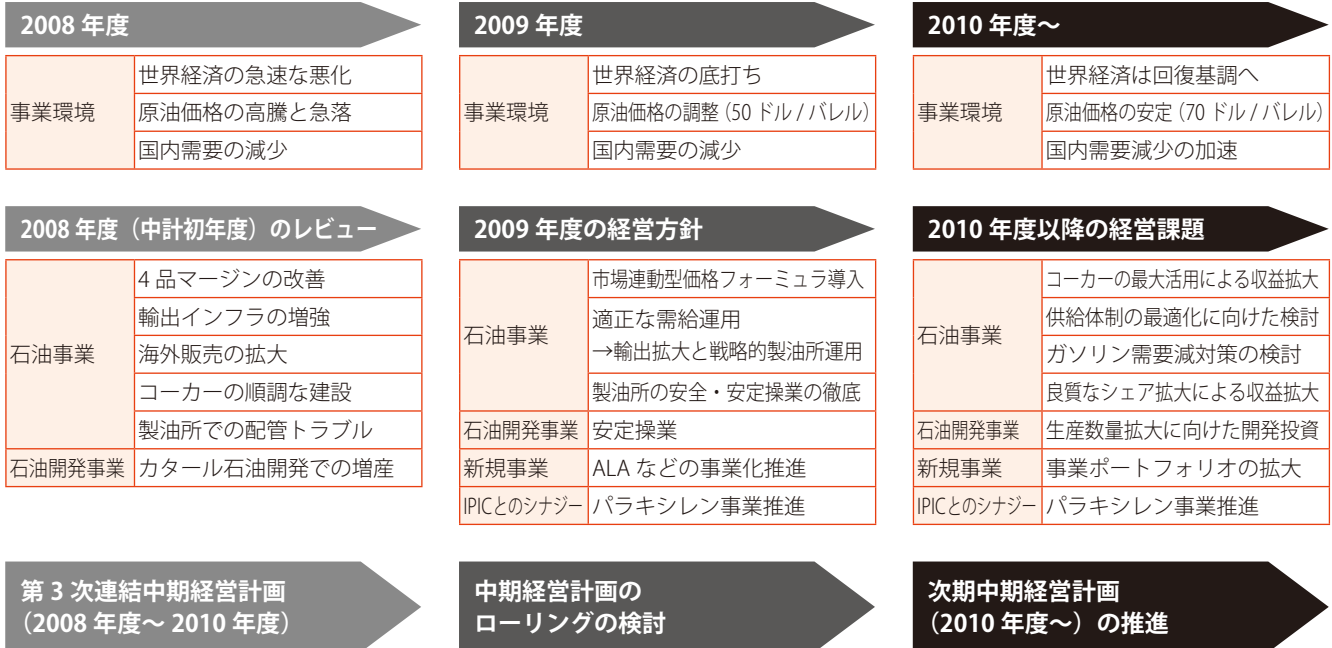 2008 年度
事業環境
世界経済の急速な悪化
原油価格の高騰と急落
国内需要の減少
2009 年度
事業環境
世界経済の底打ち
原油価格の調整（50 ドル / バレル）
国内需要の減少
2010 年度～
事業環境
世界経済は回復基調へ
原油価格の安定（70 ドル / バレル）
国内需要減少の加速
2008 年度（中計初年度）のレビュー
石油事業
4 品マージンの改善
輸出インフラの増強
海外販売の拡大
コーカーの順調な建設
製油所での配管トラブル
石油開発事業
カタール石油開発での増産
2009 年度の経営方針
石油事業
市場連動型価格フォーミュラ導入
適正な需給運用
→輸出拡大と戦略的製油所運用
製油所の安全・安定操業の徹底
石油開発事業
安定操業
新規事業
ALA などの事業化推進
IPICとのシナジー
パラキシレン事業推進
2010 年度以降の経営課題
石油事業
コーカーの最大活用による収益拡大
供給体制の最適化に向けた検討
ガソリン需要減対策の検討
良質なシェア拡大による収益拡大
石油開発事業
生産数量拡大に向けた開発投資
新規事業
事業ポートフォリオの拡大
IPICとのシナジー
パラキシレン事業推進
第 3 次連結中期経営計画
（2008 年度～ 2010 年度）
中期経営計画の
ローリングの検討
次期中期経営計画
（2010 年度～）の推進